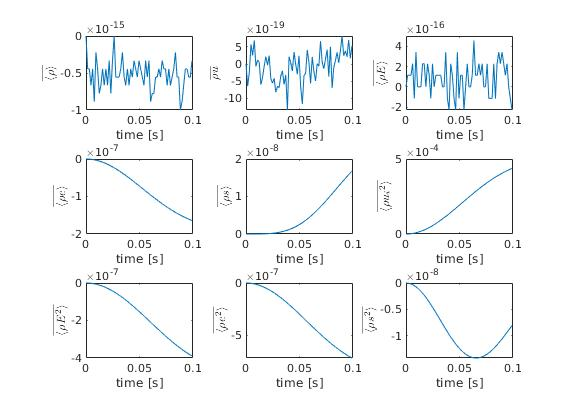 ×10⁻¹⁵ ×10⁻¹⁹ ×10⁻¹⁶
0 5 4
-0.5 0 2
-5 0
-1 -10 -2
0 0.05 0.1 0 0.05 0.1 0 0.05 0.1
⟨ρ⟩ ρu ⟨ρE⟩
time [s] time [s] time [s]
×10⁻⁷ ×10⁻⁸ ×10⁻⁴
0 2 5
-1 1
-2 0 0
0 0.05 0.1 0 0.05 0.1 0 0.05 0.1
⟨ρe⟩ ⟨ρs⟩
time [s] time [s] time [s]
×10⁻⁷ ×10⁻⁷ ×10⁻⁸
0 0 0
-2 -5 -0.5
-4 -1
0 0.05 0.1 0 0.05 0.1 0 0.05 0.1
⟨ρE²⟩ ⟨ρe²⟩ ⟨ρs²⟩
time [s] time [s] time [s]